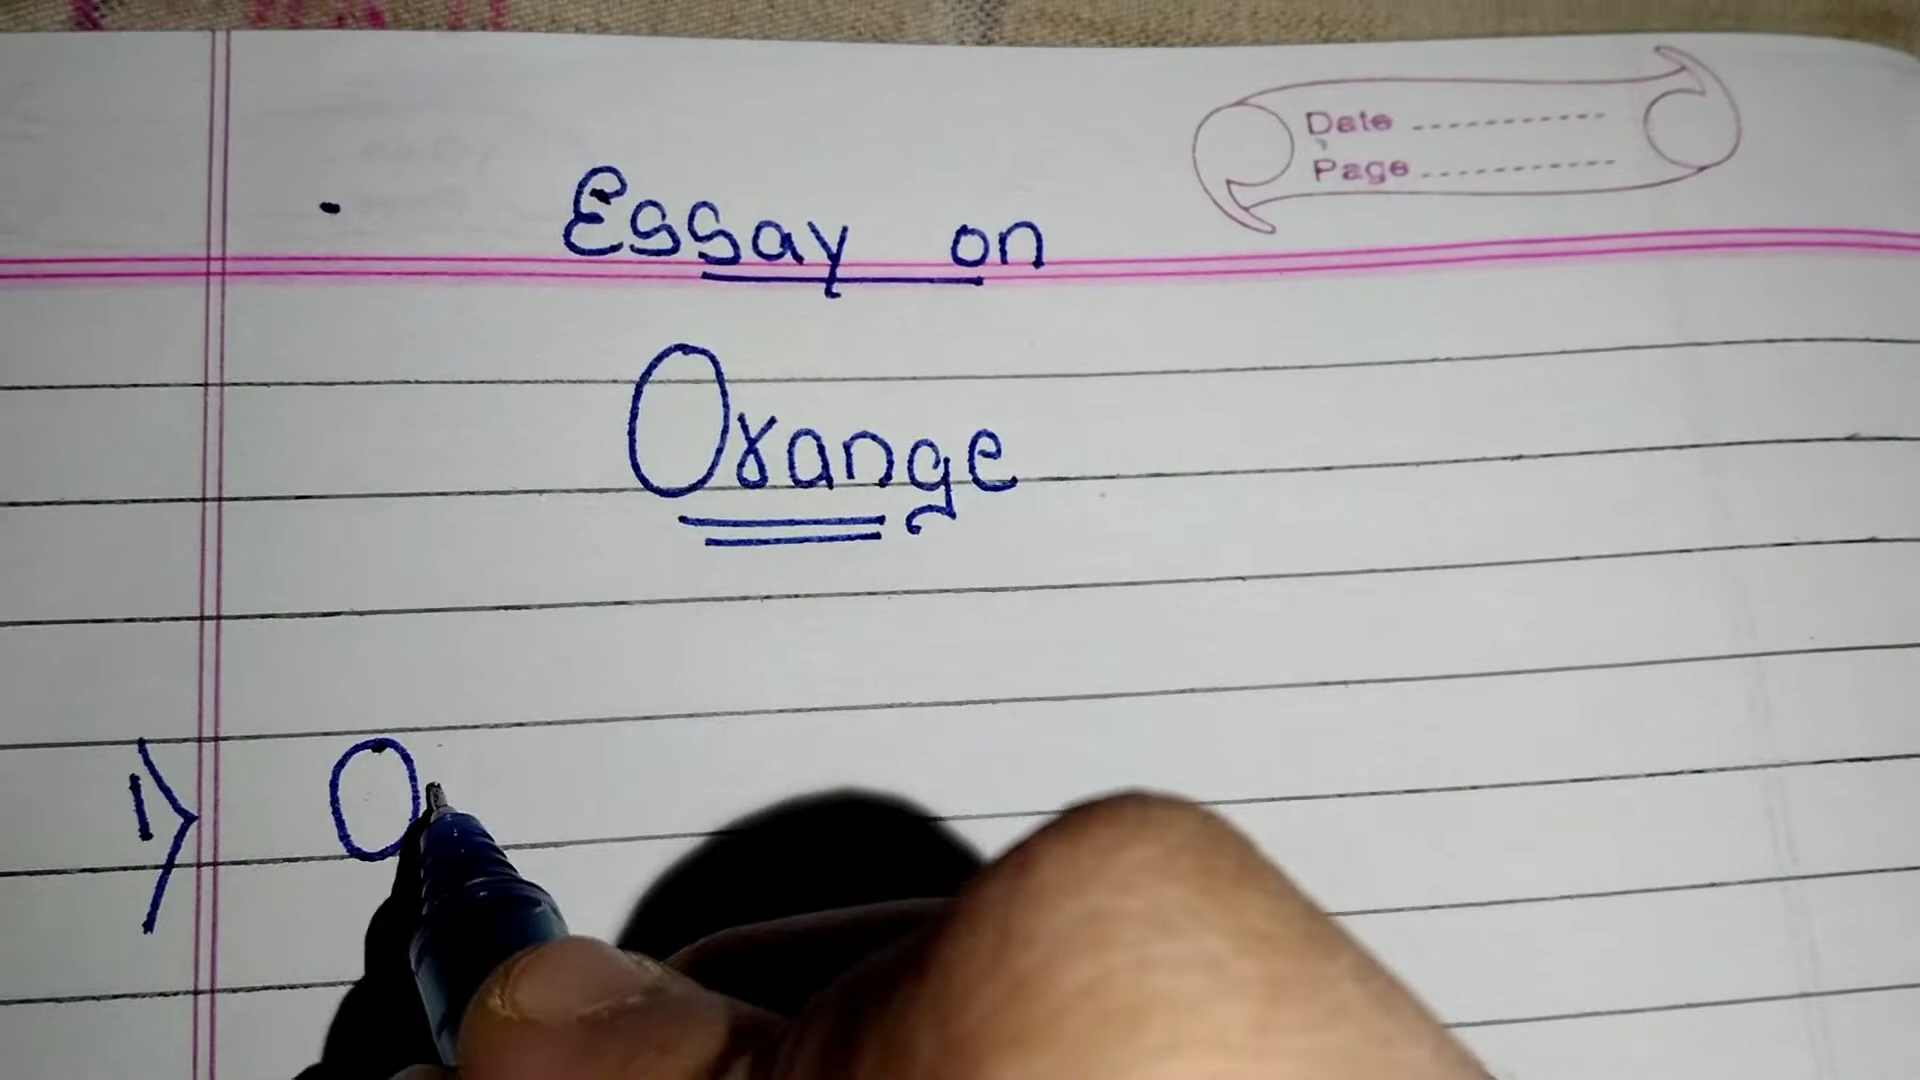 Date ...........
Page ...........
Essay on
Orange
1) O